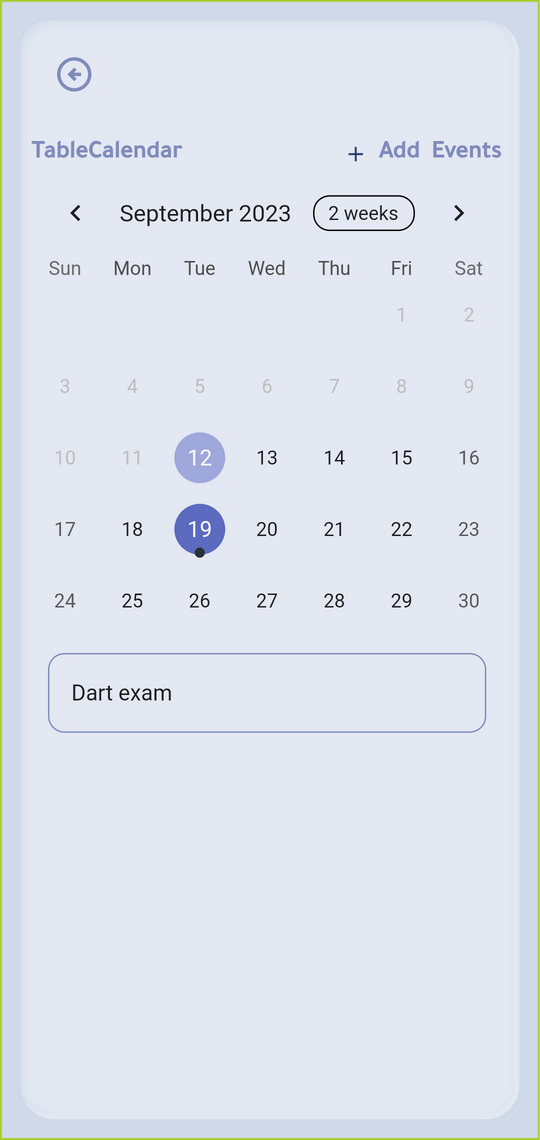 TableCalendar + Add Events
September 2023 2 weeks
Sun Mon Tue Wed Thu Fri Sat
1 2
3 4 5 6 7 8 9
10 11 12 13 14 15 16
17 18 19 20 21 22 23
24 25 26 27 28 29 30
Dart exam